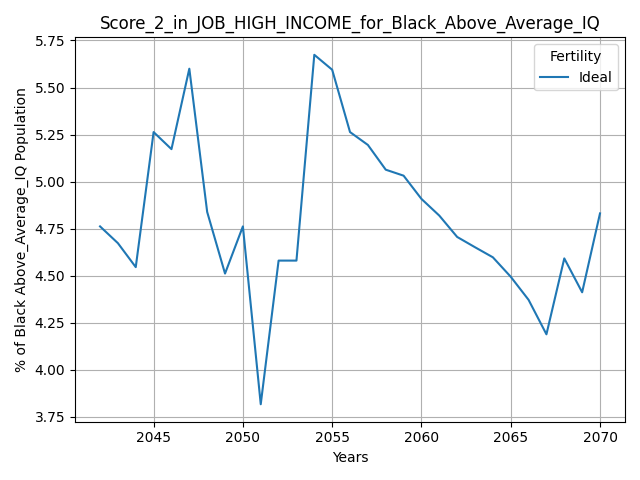 Score_2_in_JOB_HIGH_INCOME_for_Black_Above_Average_IQ
Fertility
Ideal
% of Black Above_Average_IQ Population
5.75
5.50
5.25
5.00
4.75
4.50
4.25
4.00
3.75
2045 2050 2055 2060 2065 2070
Years